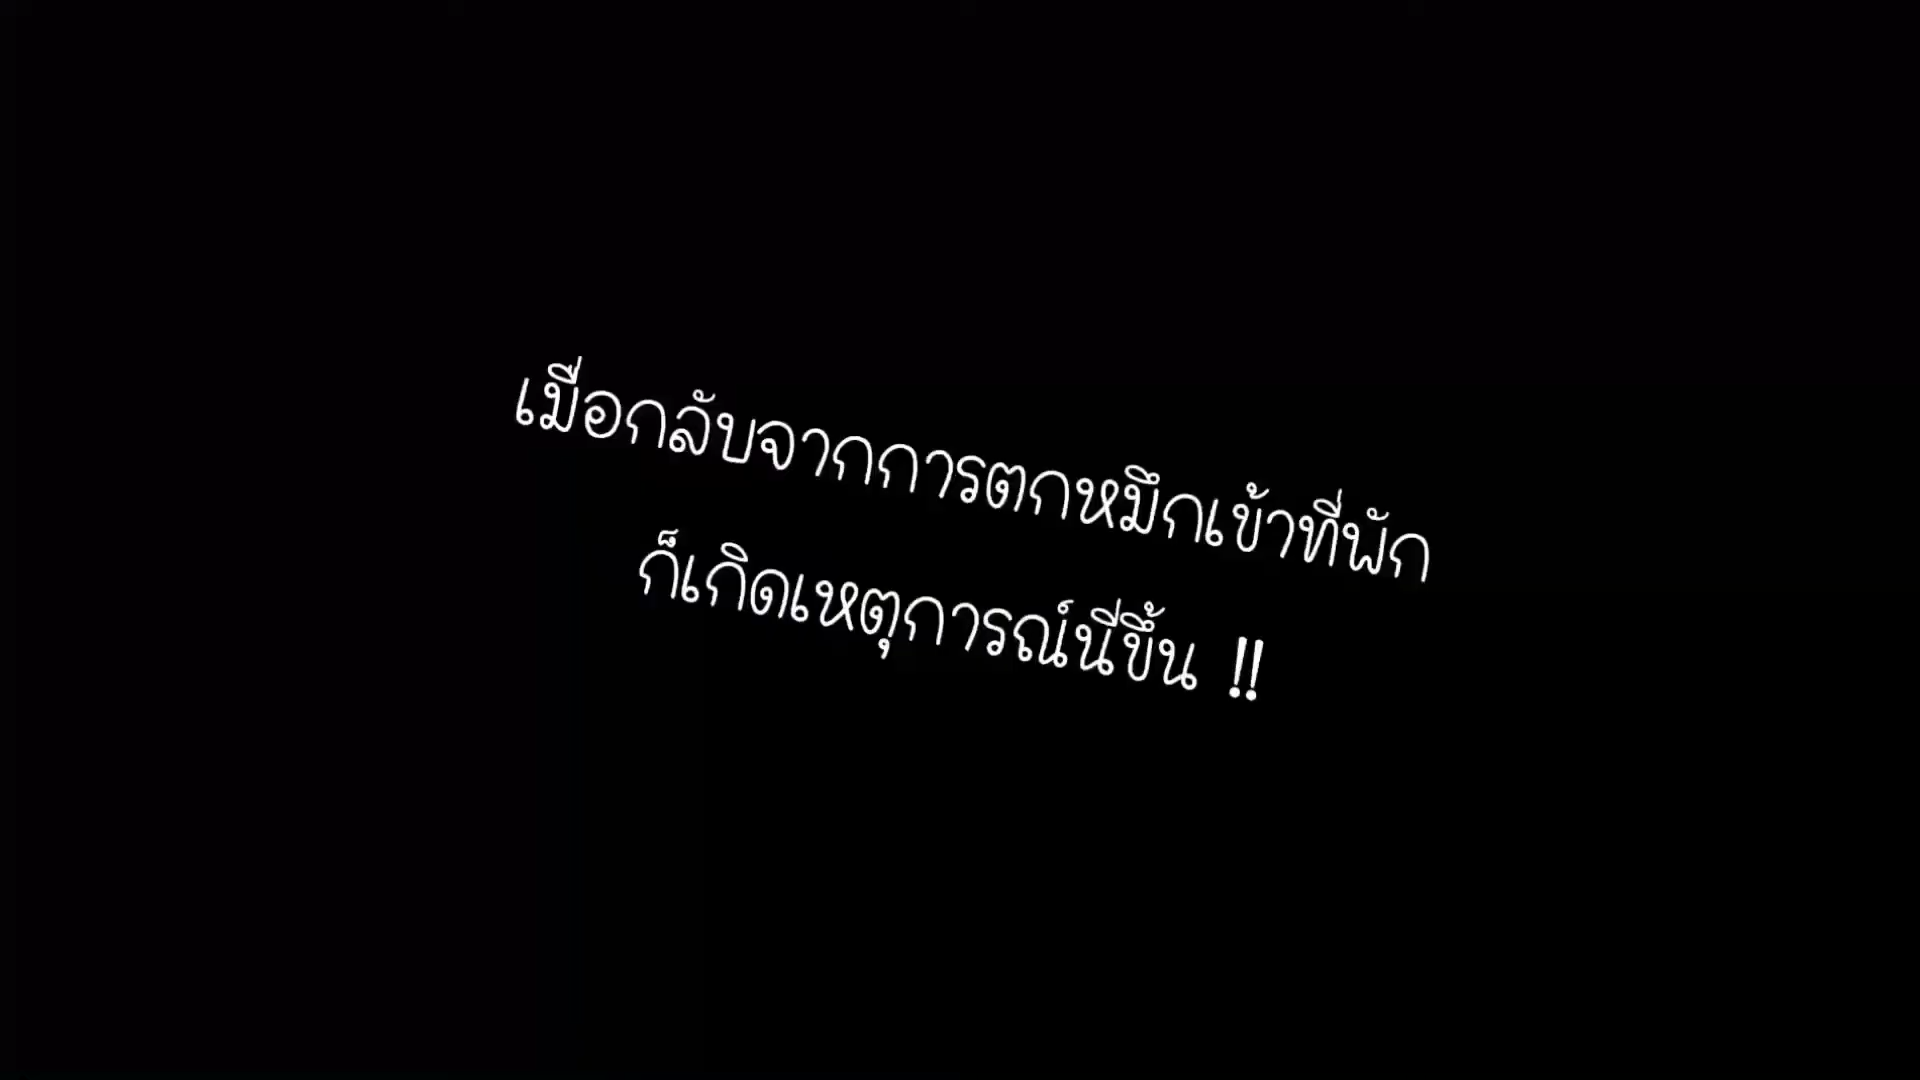 เมื่อกลับจากการตกหมึกเข้าที่พัก
ก็เกิดเหตุการณ์นี่ขึ้น !!